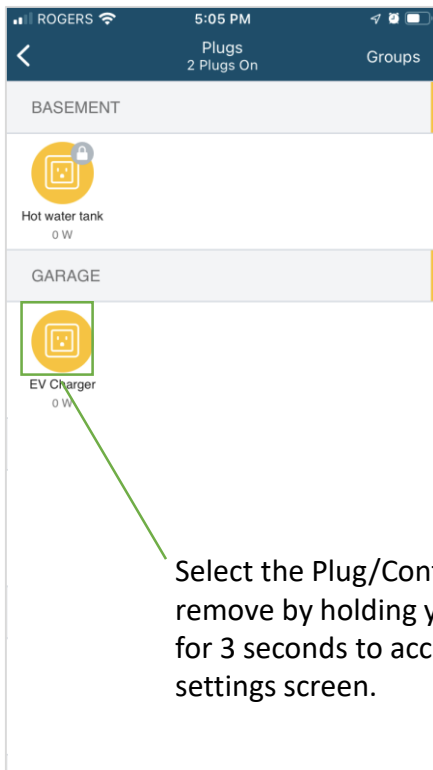 ROGERS 5:05 PM
Plugs
2 Plugs On
Groups
BASEMENT
Hot water tank
0 W
GARAGE
EV Charger
0 W
Select the Plug/Con
remove by holding
for 3 seconds to acc
settings screen.